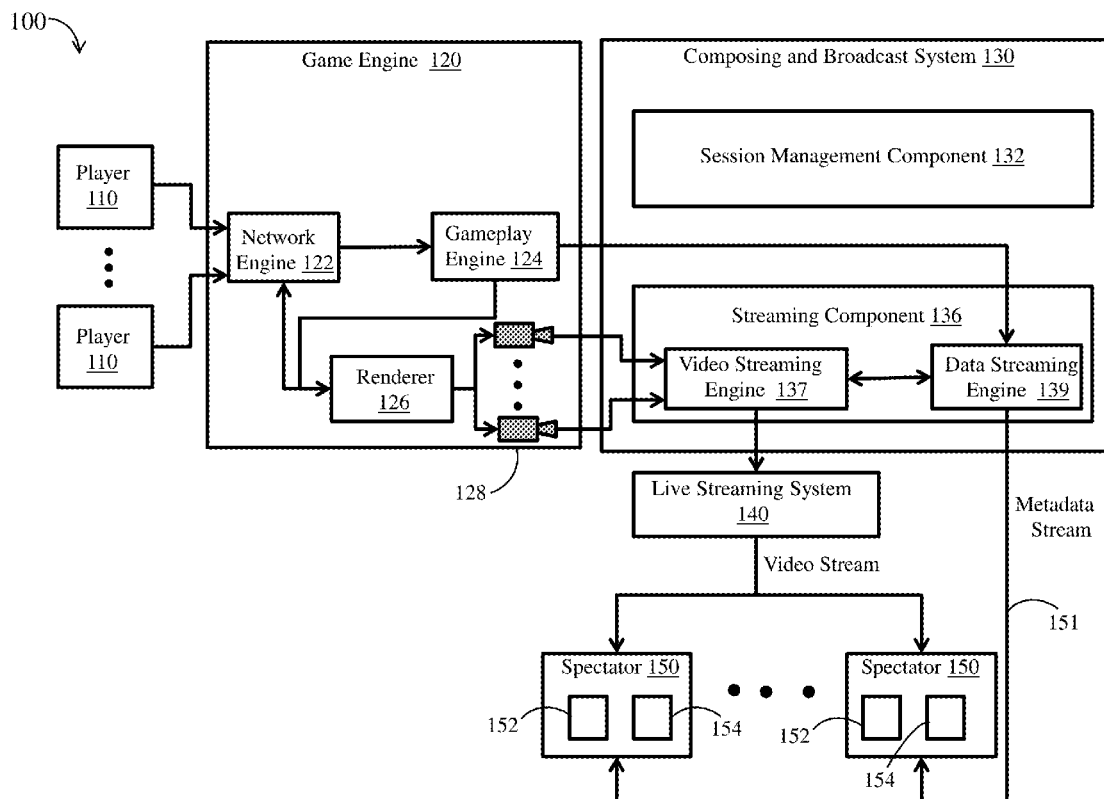 100
Game Engine 120
Composing and Broadcast System 130
Session Management Component 132
Player
110
Network
Engine 122
Gameplay
Engine 124
Player
110
Renderer
126
128
Streaming Component 136
Video Streaming
Engine 137
Data Streaming
Engine 139
Live Streaming System
140
Metadata
Stream
Video Stream
151
Spectator 150
152
154
Spectator 150
152
154